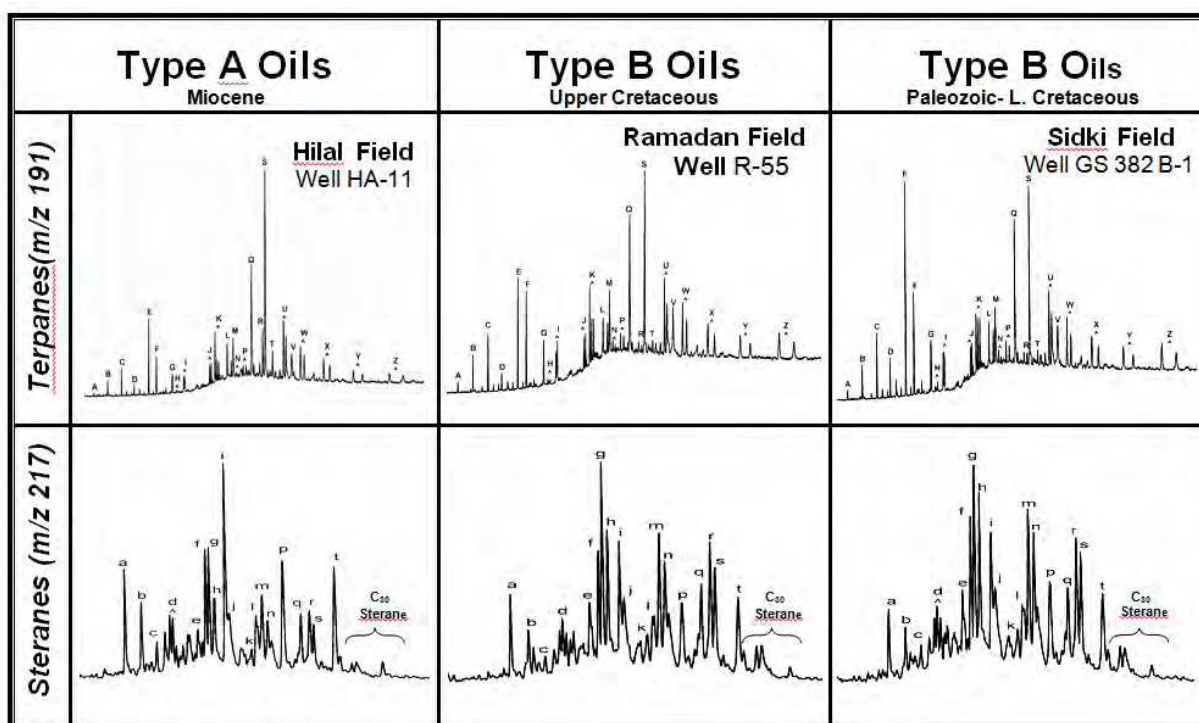 Type A Oils
Miocene
Type B Oils
Upper Cretaceous
Type B Oils
Paleozoic- L. Cretaceous
Terpanes(m/z 191)
Hilal Field
Well HA-11
A B C D E F G H I J K L M N P Q R S T U V W X Y Z
Ramadan Field
Well R-55
A B C D E F G H I J K L M N P Q R S T U V W X Y Z
Sidki Field
Well GS 382 B-1
A B C D G H I J K L M N P Q R S T U V W X Y Z
Steranes (m/z 217)
a b c d e f g h i j k l m n p q r s t
C30
Sterane
a b c d e f g h i j k l m n p q r s t
C30
Sterane
a b c d e f g h i j k l m n p q r s t
C30
Sterane